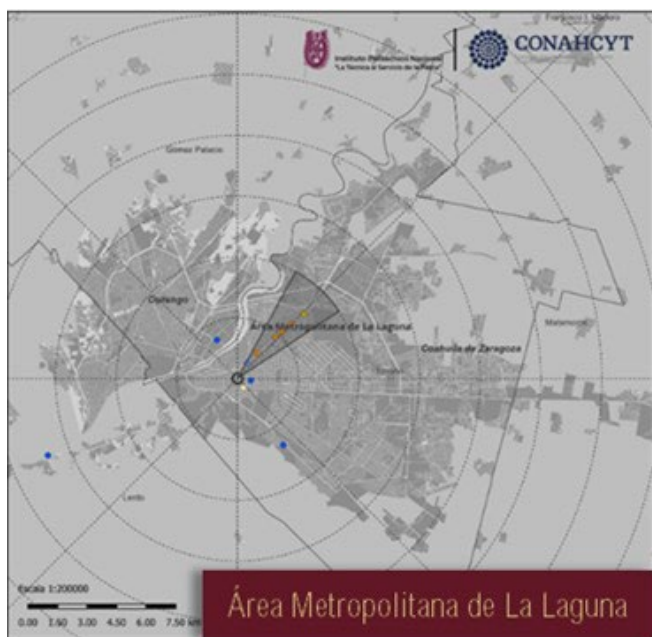 Francisco I. Madero
Instituto Politécnico Nacional
"La Técnica al Servicio de la Patria"
CONAHCYT
Gómez Palacio
Durango
Área Metropolitana de La Laguna
Matamoros
Coahuila de Zaragoza
Torreón
Lerdo
Escala 1:200000
0.00 1.50 3.00 4.50 6.00 7.50 km
Área Metropolitana de La Laguna